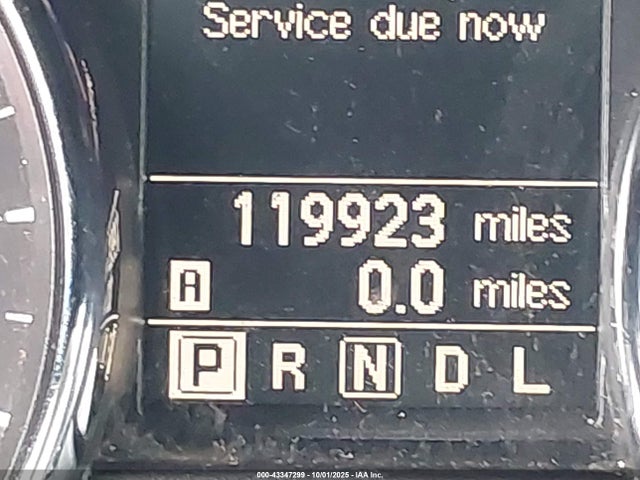 Service due now
119923 miles
A 0.0 miles
P R N D L
000-43347299 - 10/01/2025 - IAA Inc.